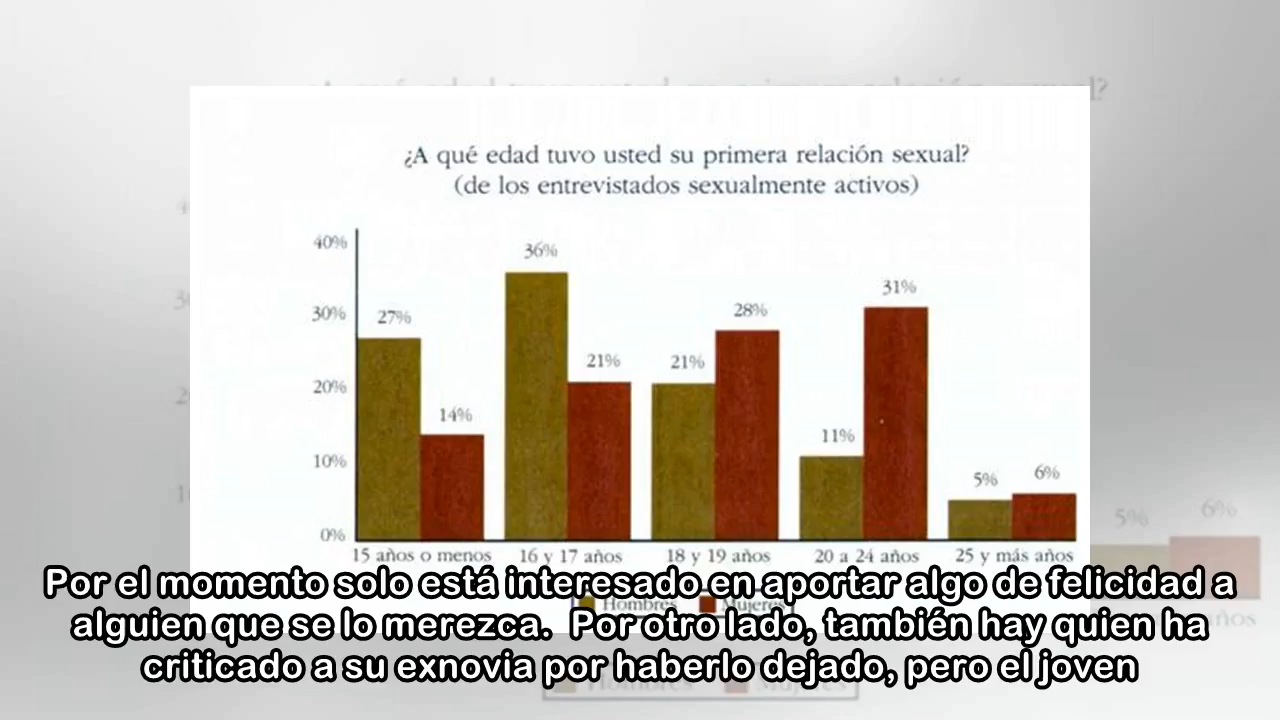 ¿A qué edad tuvo usted su primera relación sexual?
(de los entrevistados sexualmente activos)
40%
30%
20%
10%
0%
27%
14%
36%
21%
21%
28%
11%
31%
5%
6%
15 años o menos
16 y 17 años
18 y 19 años
20 a 24 años
25 y más años
Hombres
Mujeres
5%
6%
Por el momento solo está interesado en aportar algo de felicidad a
alguien que se lo merezca. Por otro lado, también hay quien ha
criticado a su exnovia por haberlo dejado, pero el joven